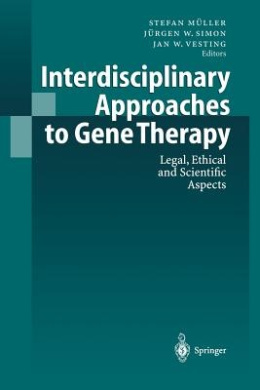 STEFAN MÜLLER
JÜRGEN W. SIMON
JAN W. VESTING
Editors
Interdisciplinary
Approaches
to Gene Therapy
Legal, Ethical
and Scientific
Aspects
Springer